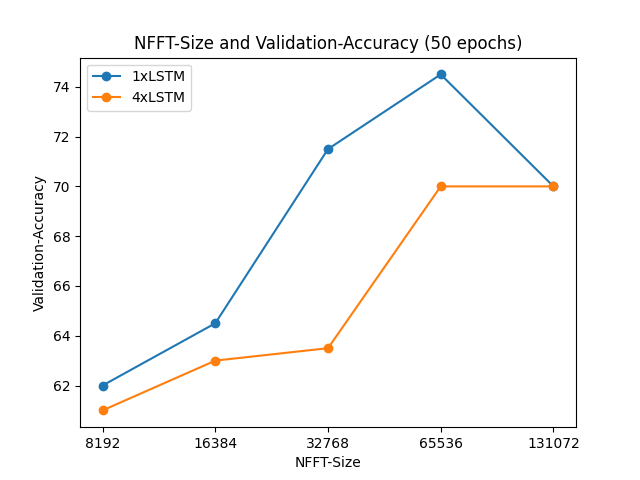 NFFT-Size and Validation-Accuracy (50 epochs)
1xLSTM
4xLSTM
Validation-Accuracy
74
72
70
68
66
64
62
8192
16384
32768
65536
131072
NFFT-Size